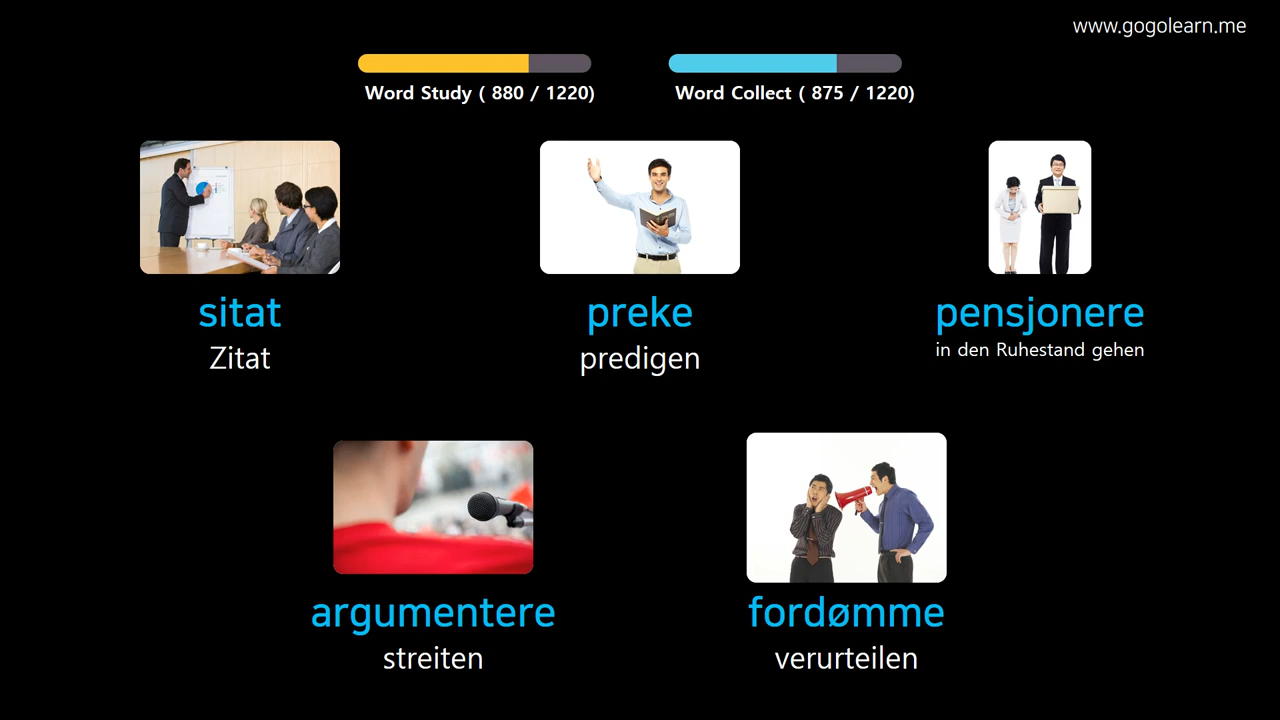 www.gogolearn.me
Word Study ( 880 / 1220)
Word Collect ( 875 / 1220)
sitat
Zitat
preke
predigen
pensjonere
in den Ruhestand gehen
argumentere
streiten
fordømme
verurteilen